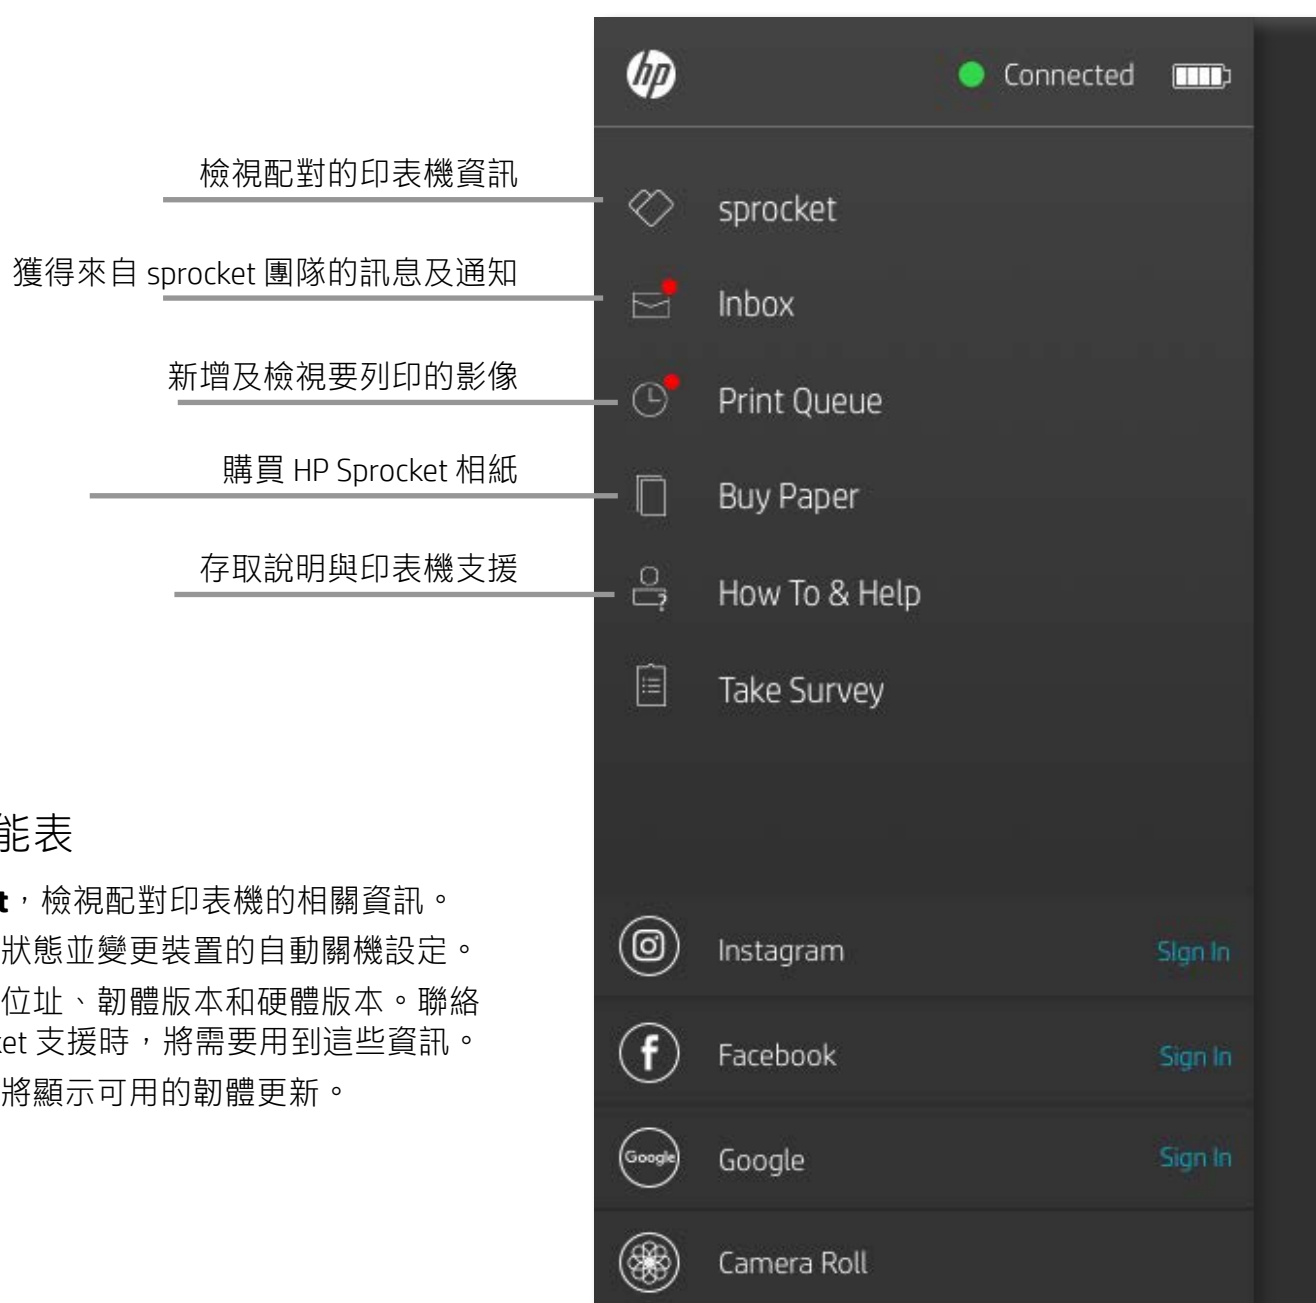 hp
Connected
檢視配對的印表機資訊
sprocket
獲得來自 sprocket 團隊的訊息及通知
Inbox
新增及檢視要列印的影像
Print Queue
購買 HP Sprocket 相紙
Buy Paper
存取說明與印表機支援
How To & Help
Take Survey
能表
t，檢視配對印表機的相關資訊。
狀態並變更裝置的自動關機設定。
位址、韌體版本和硬體版本。聯絡
ket 支援時，將需要用到這些資訊。
將顯示可用的韌體更新。
Instagram
SIgn In
Facebook
Sign In
Google
Google
Sign In
Camera Roll